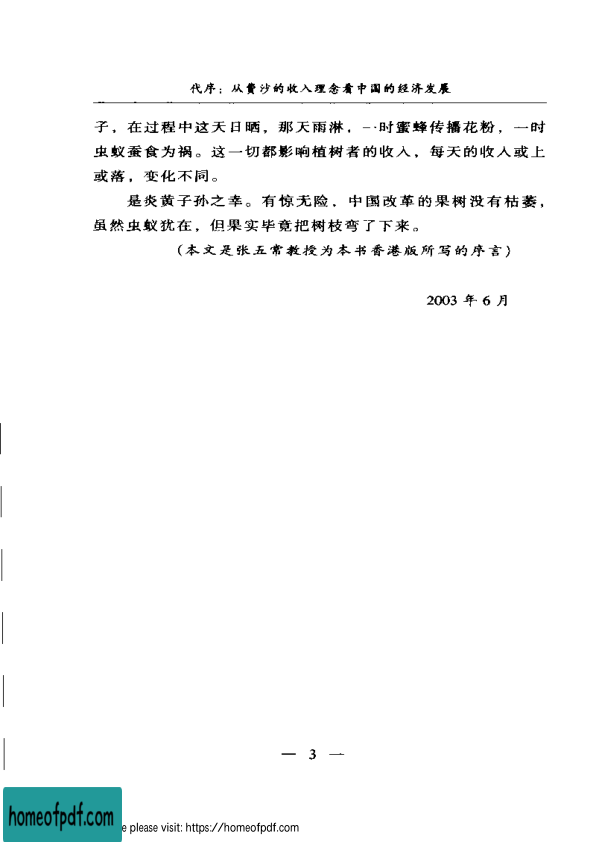 代序：从费沙的收入理念看中国的经济发展
子，在过程中这天日晒，那天雨淋，一时蜜蜂传播花粉，一时
虫蚁蚕食为祸。这一切都影响植树者的收入，每天的收入或上
或落，变化不同。
是炎黄子孙之幸。有惊无险，中国改革的果树没有枯萎，
虽然虫蚁犹在，但果实毕竟把树枝弯了下来。
（本文是张五常教授为本书香港版所写的序言）
2003 年 6 月
— 3 —
homeofpdf.com
e please visit: https://homeofpdf.com